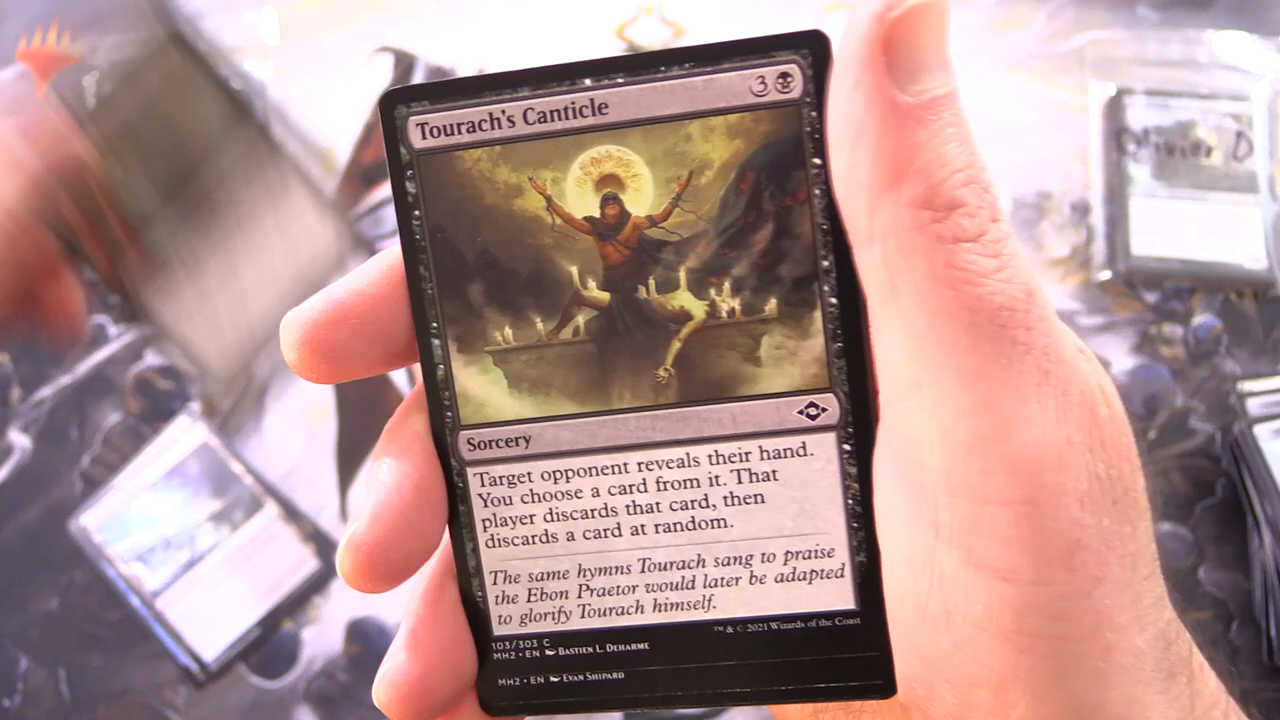 Tourach's Canticle
3
Sorcery
Target opponent reveals their hand.
You choose a card from it. That
player discards that card, then
discards a card at random.
The same hymns Tourach sang to praise
the Ebon Praetor would later be adapted
to glorify Tourach himself.
103/303 C
MH2 • EN Bastien L. Deharme
™ & © 2021 Wizards of the Coast
MH2 • EN Evan Shipard
D